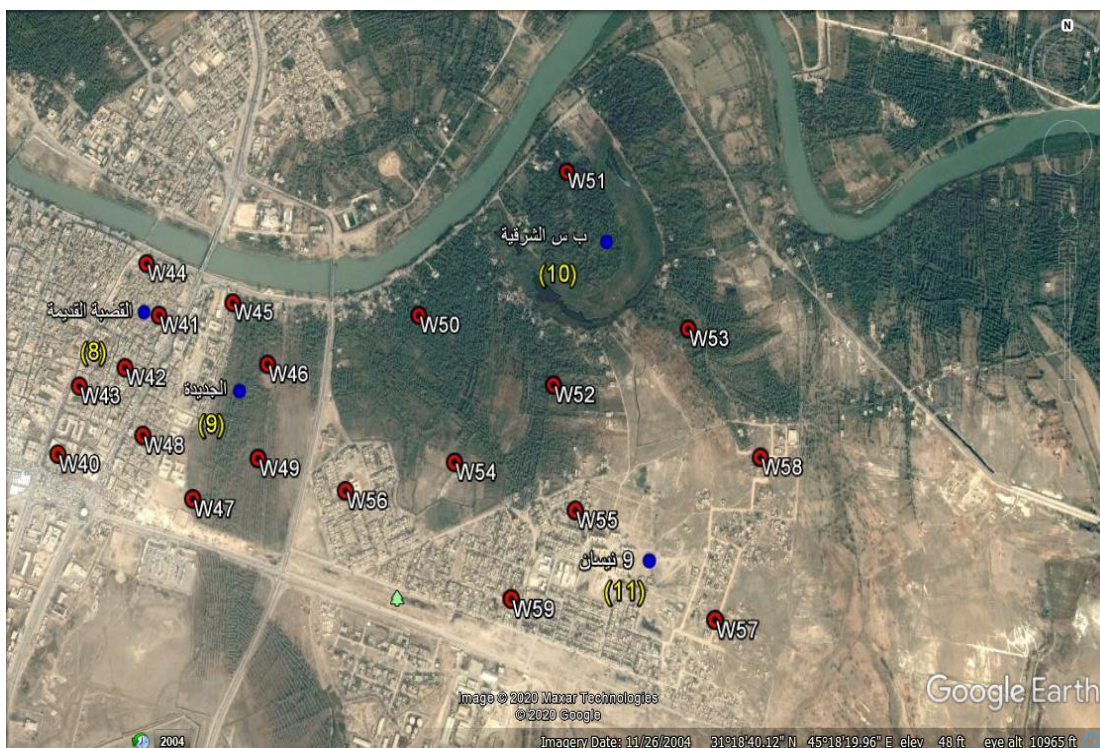 N
W51
ب س الشرقية
(10)
W44
W45
القصبة القديمة
W41
W50
W53
(8)
W42
W46
W43
الجديدة
W52
(9)
W48
W40
W49
W54
W58
W56
W47
W55
9 نيسان
(11)
W59
W57
Image © 2020 Maxar Technologies
© 2020 Google
Google Earth
2004
Imagery Date: 11/26/2004 31°18'40.12" N 45°18'19.96" E elev 48 ft eye alt 10965 ft